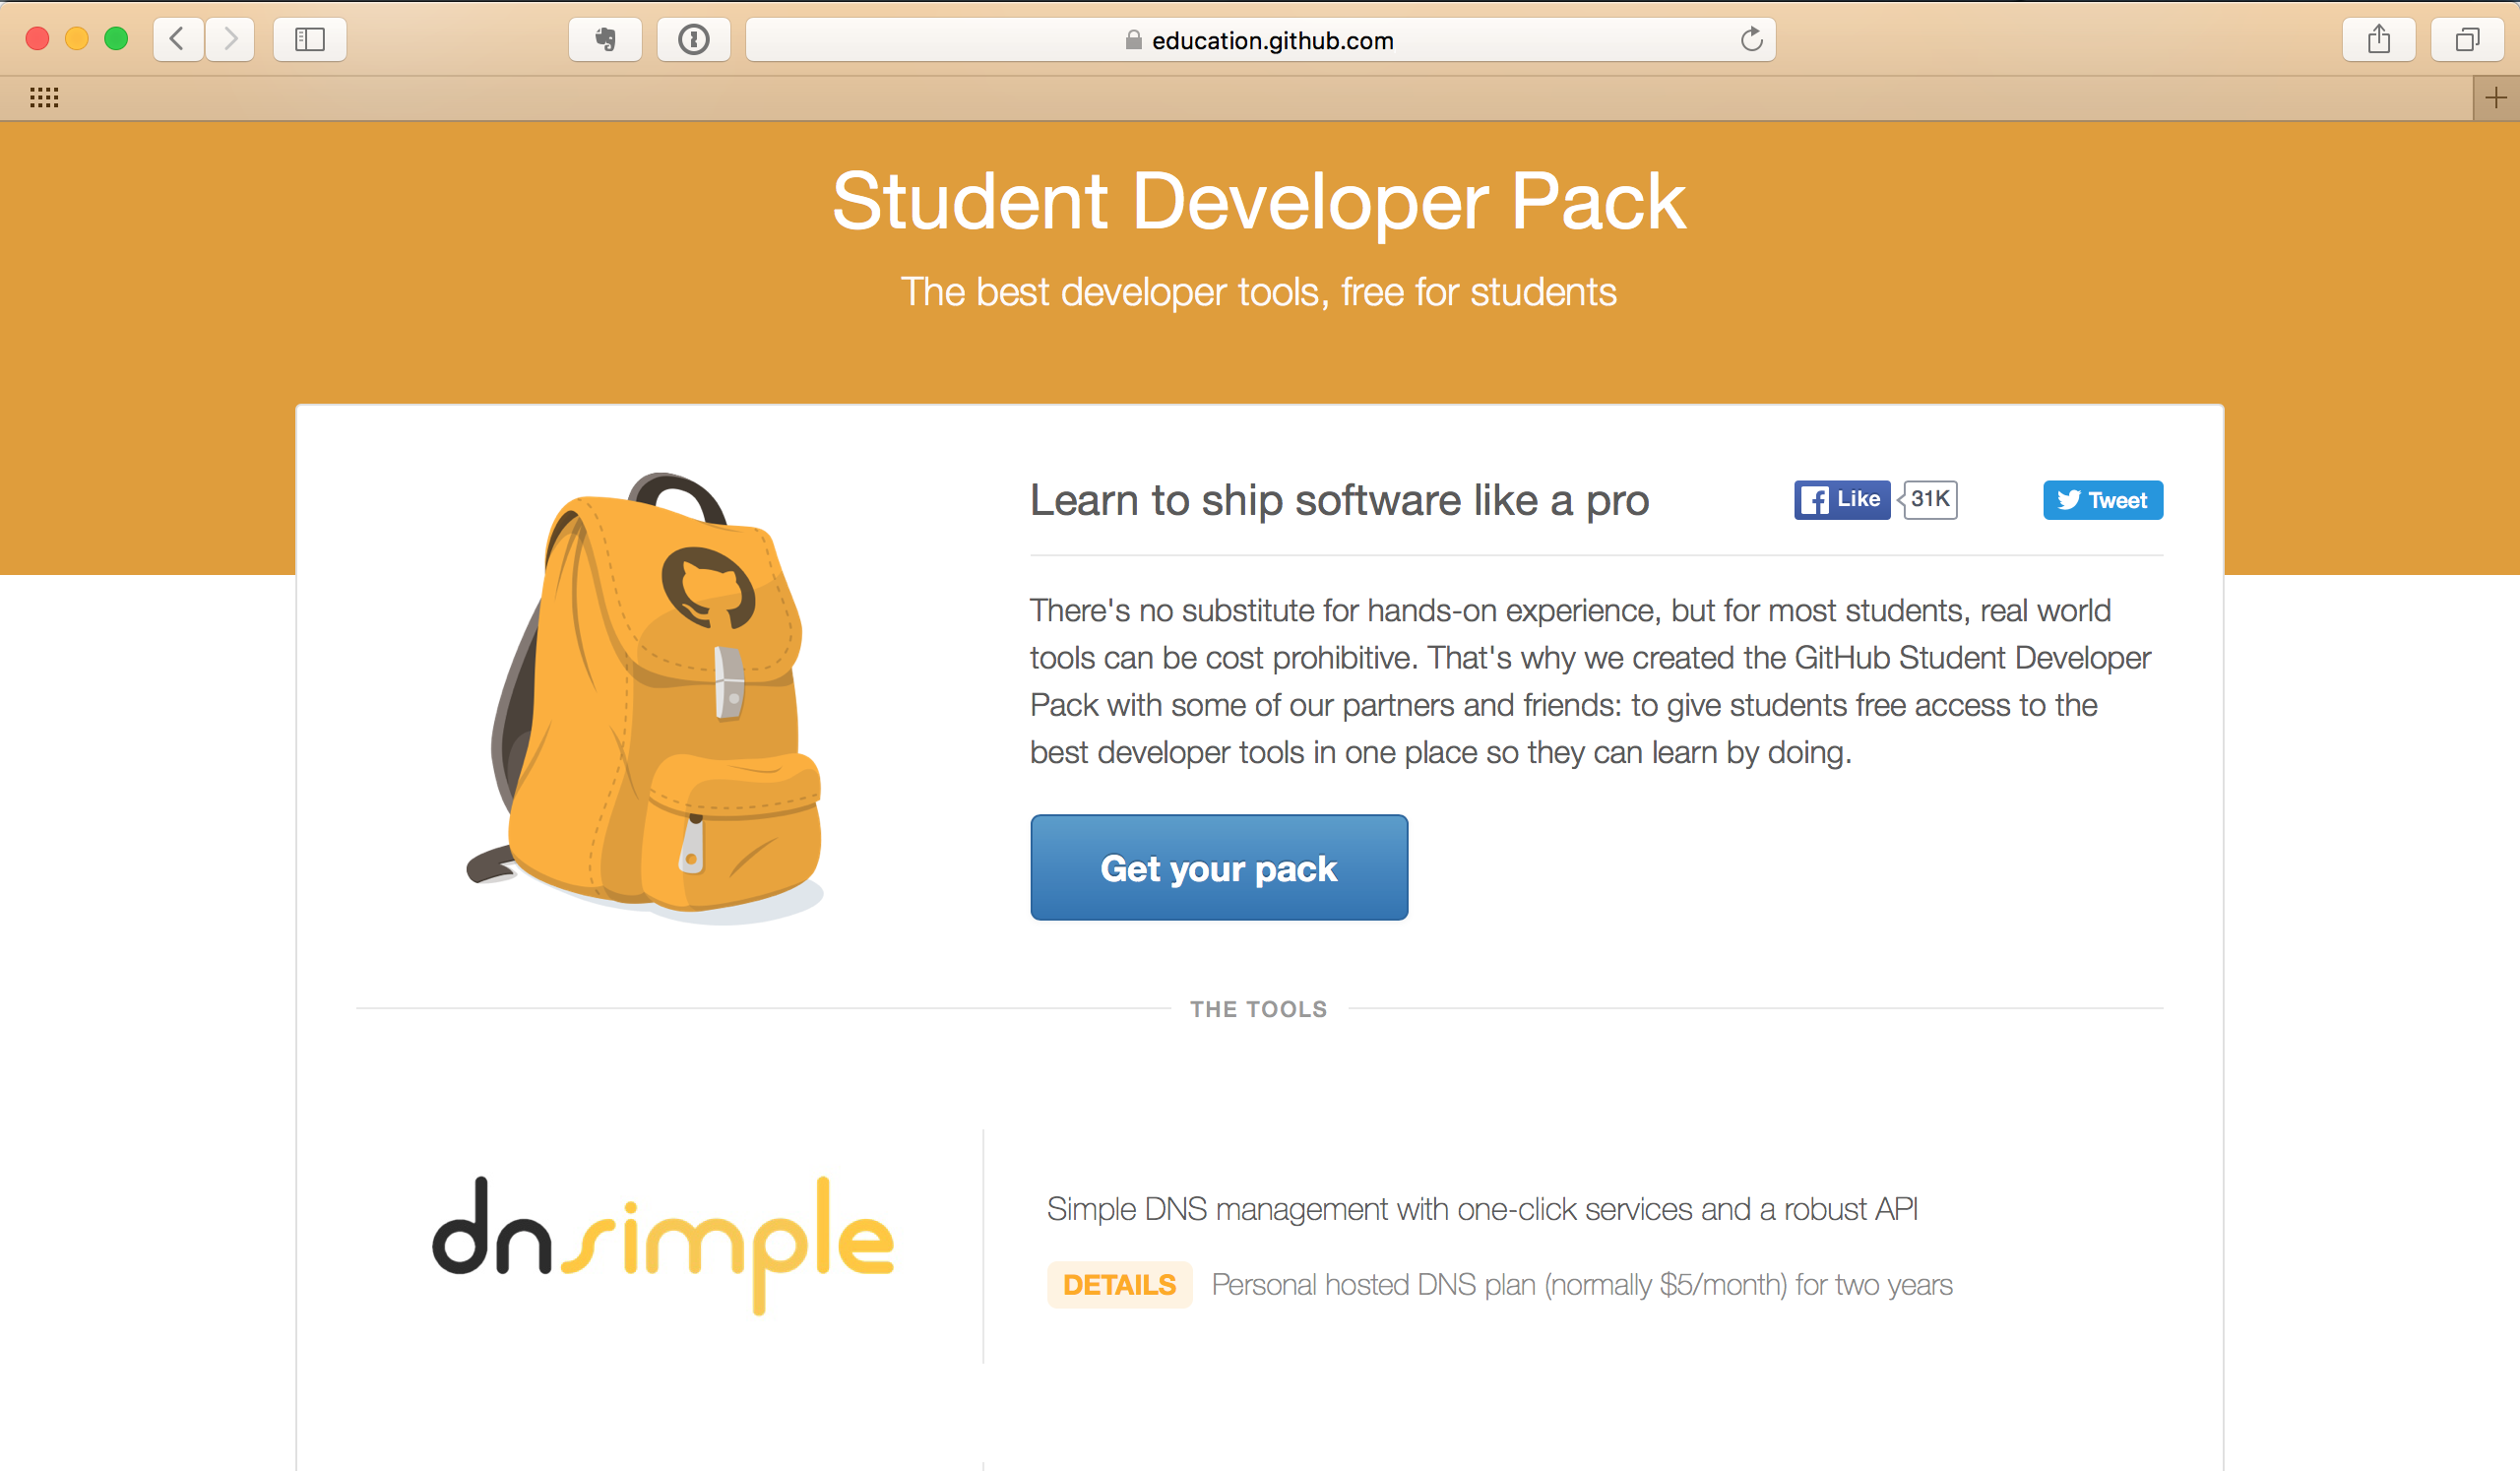 education.github.com
Student Developer Pack
The best developer tools, free for students
Learn to ship software like a pro
Like
31K
Tweet
There's no substitute for hands-on experience, but for most students, real world
tools can be cost prohibitive. That's why we created the GitHub Student Developer
Pack with some of our partners and friends: to give students free access to the
best developer tools in one place so they can learn by doing.
Get your pack
THE TOOLS
dnsimple
Simple DNS management with one-click services and a robust API
DETAILS Personal hosted DNS plan (normally $5/month) for two years